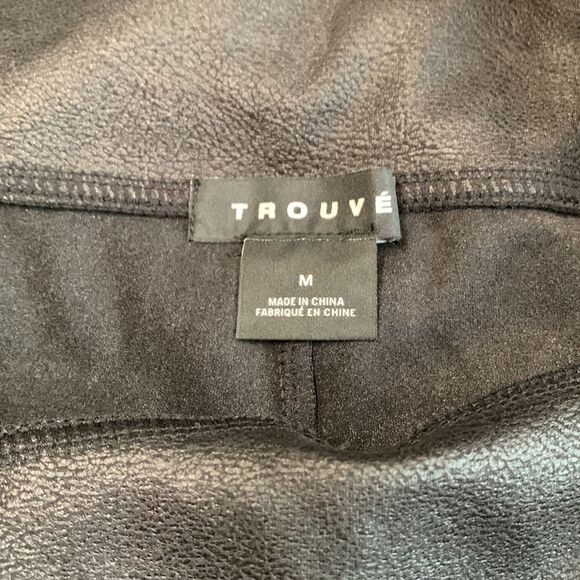 TROUVÉ
M
MADE IN CHINA
FABRIQUÉ EN CHINE